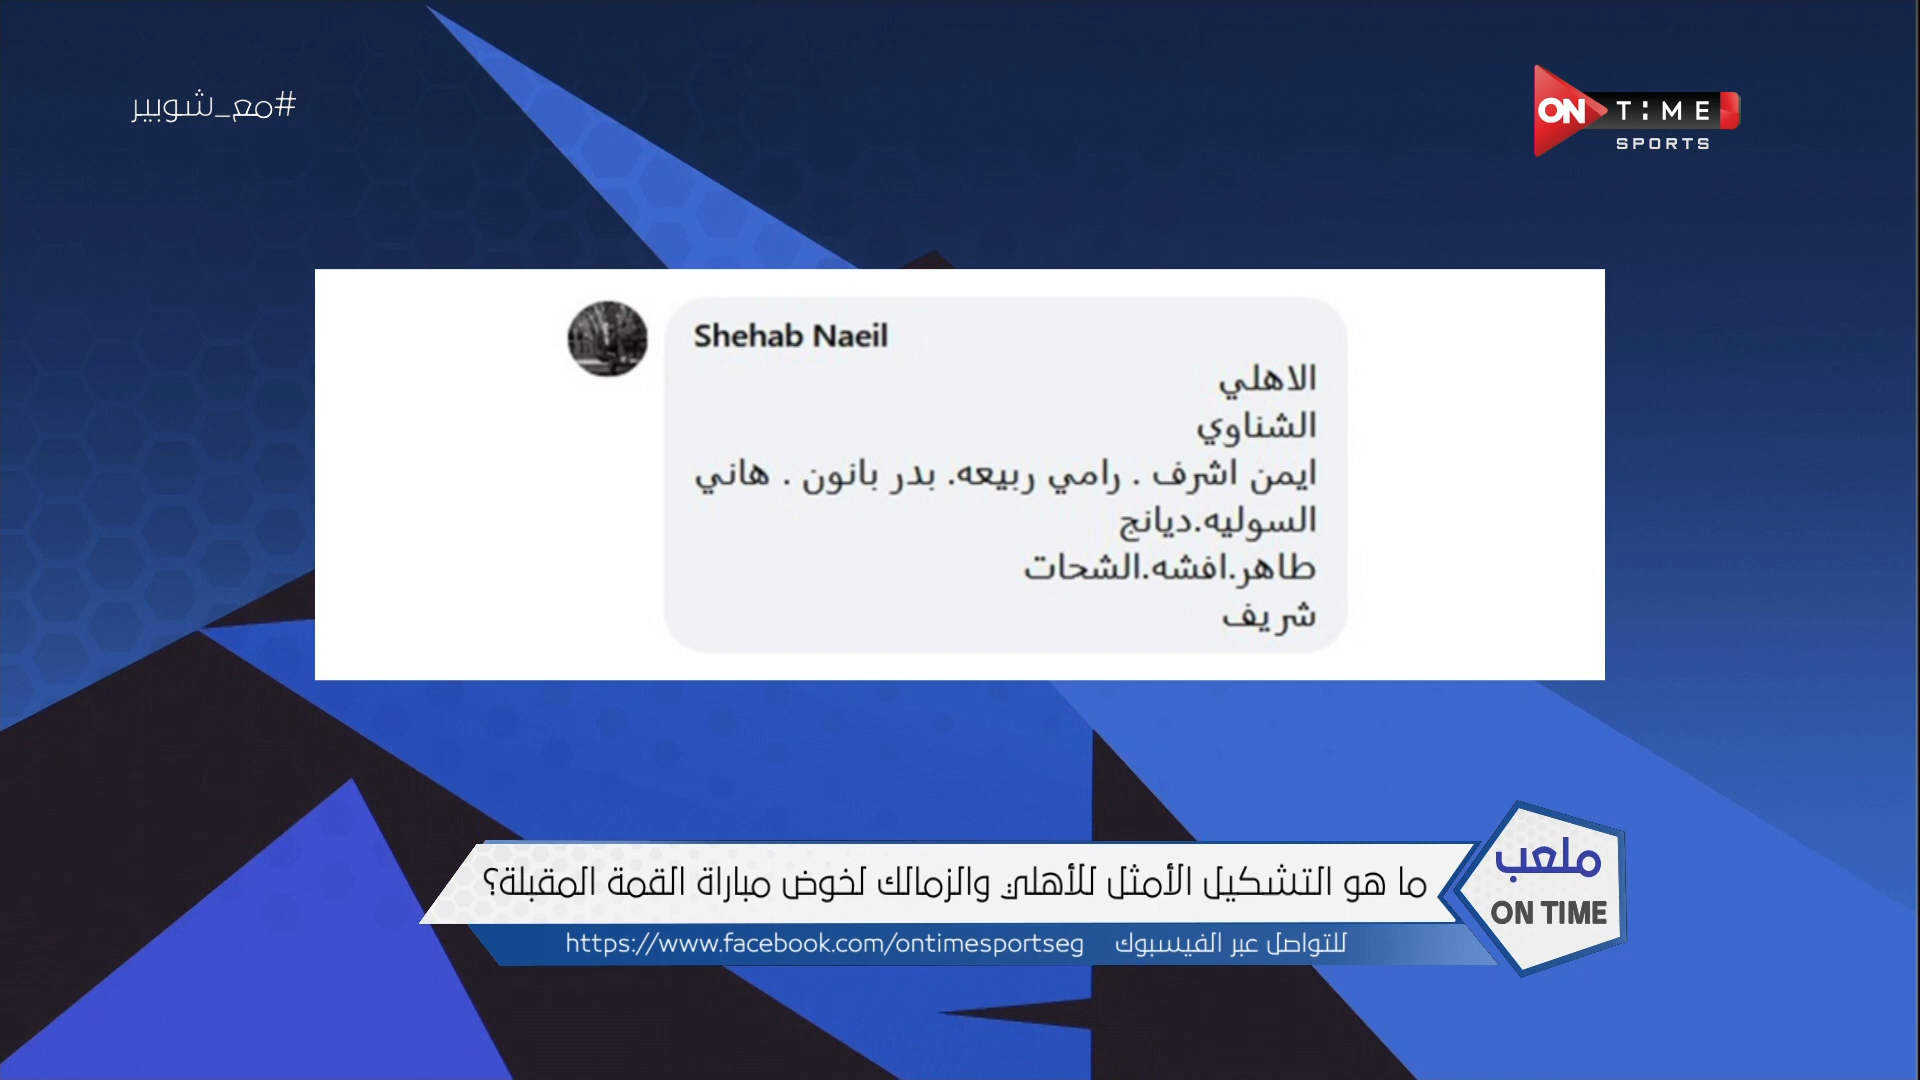 #مع_شوبير
ON TIME
SPORTS
Shehab Naeil
الاهلي
الشناوي
ايمن اشرف . رامي ربيعه. بدر بانون . هاني
السوليه.ديانج
طاهر.افشه.الشحات
شريف
ما هو التشكيل الأمثل للأهلي والزمالك لخوض مباراة القمة المقبلة؟
ملعب
ON TIME
للتواصل عبر الفيسبوك https://www.facebook.com/ontimesportseg